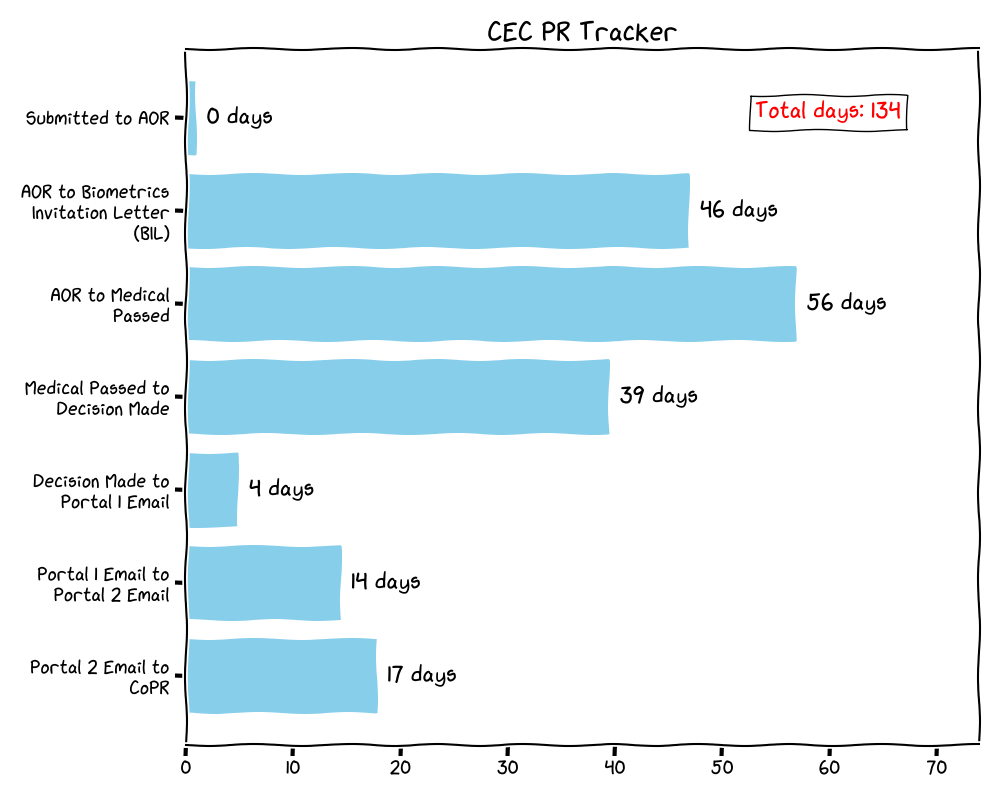 CEC PR Tracker
Submitted to AOR
0 days
Total days: 134
AOR to Biometrics
Invitation Letter
(BIL)
46 days
AOR to Medical
Passed
56 days
Medical Passed to
Decision Made
39 days
Decision Made to
Portal 1 Email
4 days
Portal 1 Email to
Portal 2 Email
14 days
Portal 2 Email to
CoPR
17 days
0 10 20 30 40 50 60 70